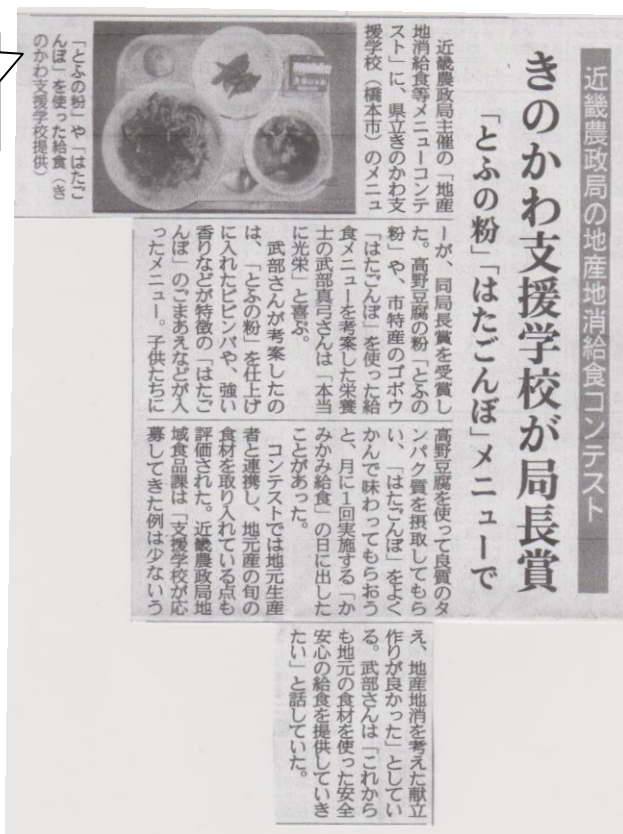 近畿農政局の地産地消給食コンテスト
きのかわ支援学校が局長賞
「とふの粉」「はたごんぼ」メニューで
近畿農政局主催の「地産
地消給食等メニューコンテ
スト」に、県立きのかわ支
援学校（橋本市）のメニュ
ーが、同局長賞を受賞し
た。高野豆腐の粉「とふの
粉」や、市特産のゴボウ
「はたごんぼ」を使った給
食メニューを考案した栄養
士の武部真弓さんは「本当
に光栄」と喜ぶ。
武部さんが考案したの
は、「とふの粉」を仕上げ
に入れたビビンバや、強い
香りなどが特徴の「はたご
んぼ」のごまあえなどが入
ったメニュー。子供たちに
高野豆腐を使って良質のタ
ンパク質を摂取してもら
い、「はたごんぼ」をよく
かんで味わってもらおう
と、月に1回実施する「か
みかみ給食」の日に出した
ことがあった。
コンテストでは地元生産
者と連携し、地元産の旬の
食材を取り入れている点も
評価された。近畿農政局地
域食品課は「支援学校が応
募してきた例は少ないう
え、地産地消を考えた献立
作りが良かった」としてい
る。武部さんは「これから
も地元の食材を使った安全
安心の給食を提供していき
たい」と話していた。
「とふの粉」や「はたご
んぼ」を使った給食（き
のかわ支援学校提供）